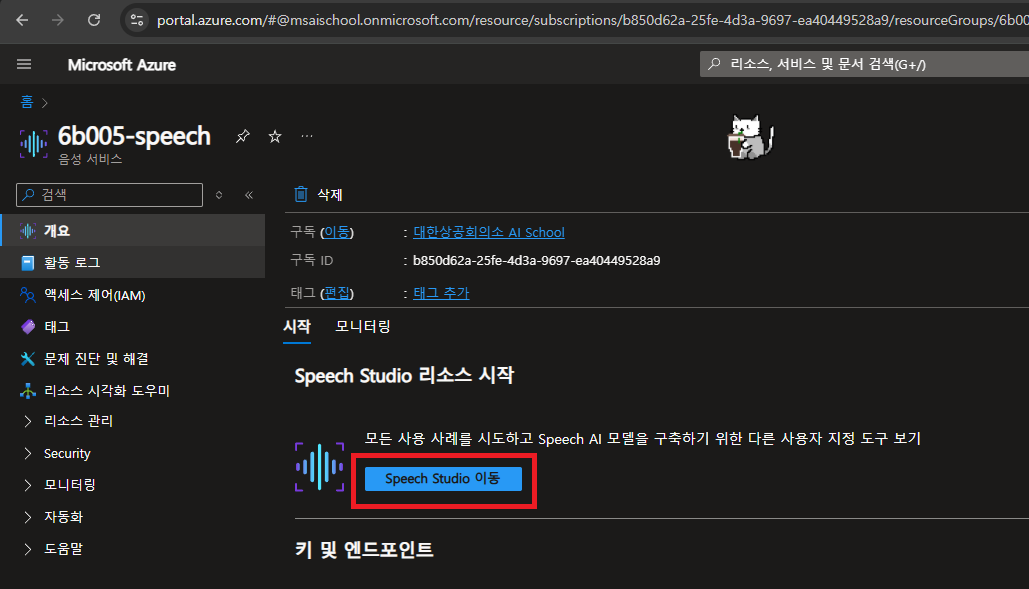 portal.azure.com/#@msaischool.onmicrosoft.com/resource/subscriptions/b850d62a-25fe-4d3a-9697-ea40449528a9/resourceGroups/6b00
Microsoft Azure
리소스, 서비스 및 문서 검색(G+/)
홈
6b005-speech
음성 서비스
검색
삭제
개요
활동 로그
액세스 제어(IAM)
태그
문제 진단 및 해결
리소스 시각화 도우미
리소스 관리
Security
모니터링
자동화
도움말
구독 (이동) : 대한상공회의소 AI School
구독 ID : b850d62a-25fe-4d3a-9697-ea40449528a9
태그 (편집) : 태그 추가
시작 모니터링
Speech Studio 리소스 시작
모든 사용 사례를 시도하고 Speech AI 모델을 구축하기 위한 다른 사용자 지정 도구 보기
Speech Studio 이동
키 및 엔드포인트